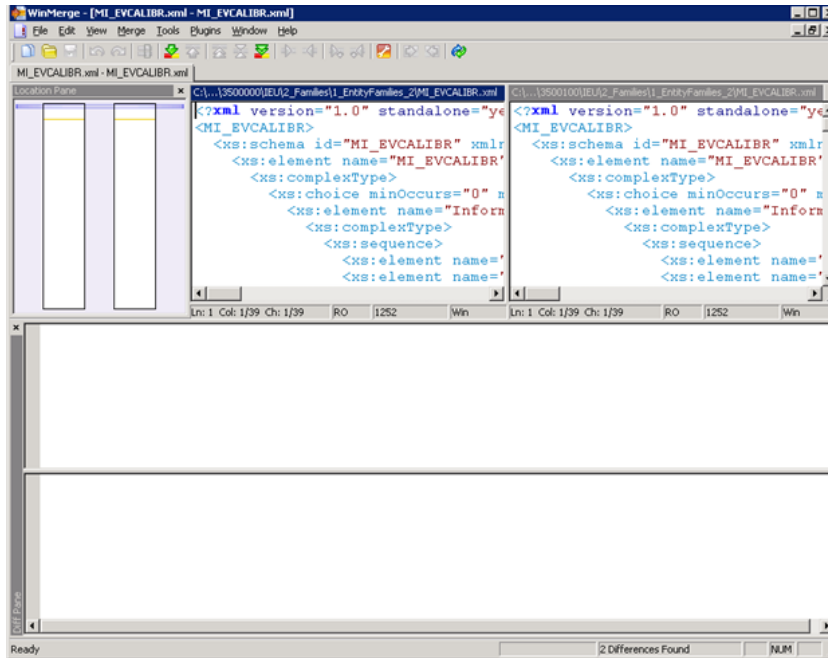 WinMerge - [MI_EVCALIBR.xml - MI_EVCALIBR.xml]
File Edit View Merge Tools Plugins Window Help
MI_EVCALIBR.xml - MI_EVCALIBR.xml
Location Pane
C:\...\3500000\IEU\2_Families\1_EntityFamilies_2\MI_EVCALIBR.xml
<?xml version="1.0" standalone="ye
<MI_EVCALIBR>
<xs:schema id="MI_EVCALIBR" xmlr
<xs:element name="MI_EVCALIBR"
<xs:complexType>
<xs:choice minOccurs="0" m
<xs:element name="Inform
<xs:complexType>
<xs:sequence>
<xs:element name='
<xs:element name='
Ln: 1 Col: 1/39 Ch: 1/39 RO 1252 Win
C:\...\3500100\IEU\2_Families\1_EntityFamilies_2\MI_EVCALIBR.xml
<?xml version="1.0" standalone="ye
<MI_EVCALIBR>
<xs:schema id="MI_EVCALIBR" xmlr
<xs:element name="MI_EVCALIBR'
<xs:complexType>
<xs:choice minOccurs="0" m
<xs:element name="Inform
<xs:complexType>
<xs:sequence>
<xs:element name='
<xs:element name='
Ln: 1 Col: 1/39 Ch: 1/39 RO 1252 Win
Diff Pane
Ready 2 Differences Found NUM